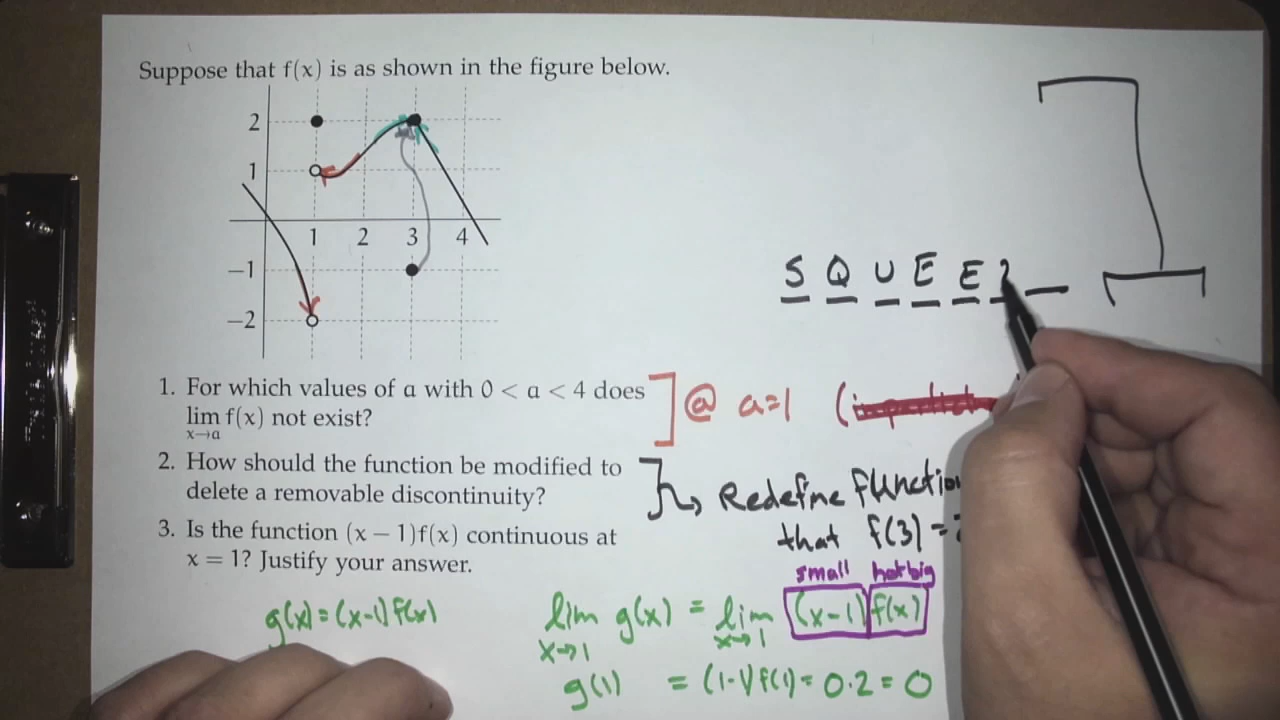 Suppose that f(x) is as shown in the figure below.
2
1
1 2 3 4
−1
−2
S Q U E E
1. For which values of a with 0 < a < 4 does
lim f(x) not exist?
x→a
@ a=1
2. How should the function be modified to
delete a removable discontinuity?
Redefine function
that f(3) =
3. Is the function (x − 1)f(x) continuous at
x = 1? Justify your answer.
small not big
g(x) = (x-1)f(x)
lim g(x) = lim (x-1) f(x)
x→1 x→1
g(1) = (1-1)f(1) = 0·2 = 0